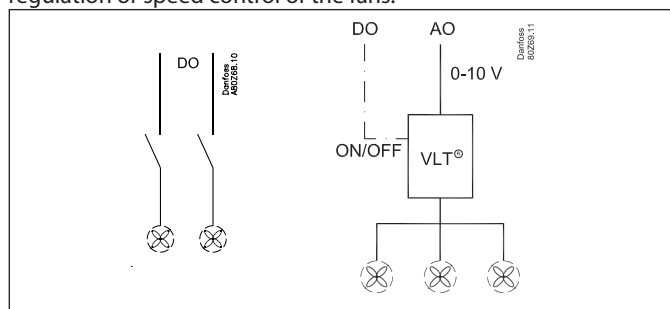 regulation or speed control of the fans.
DO
Danfoss
A80Z68.10
DO
AO
0-10 V
Danfoss
80Z69.11
ON/OFF
VLT®